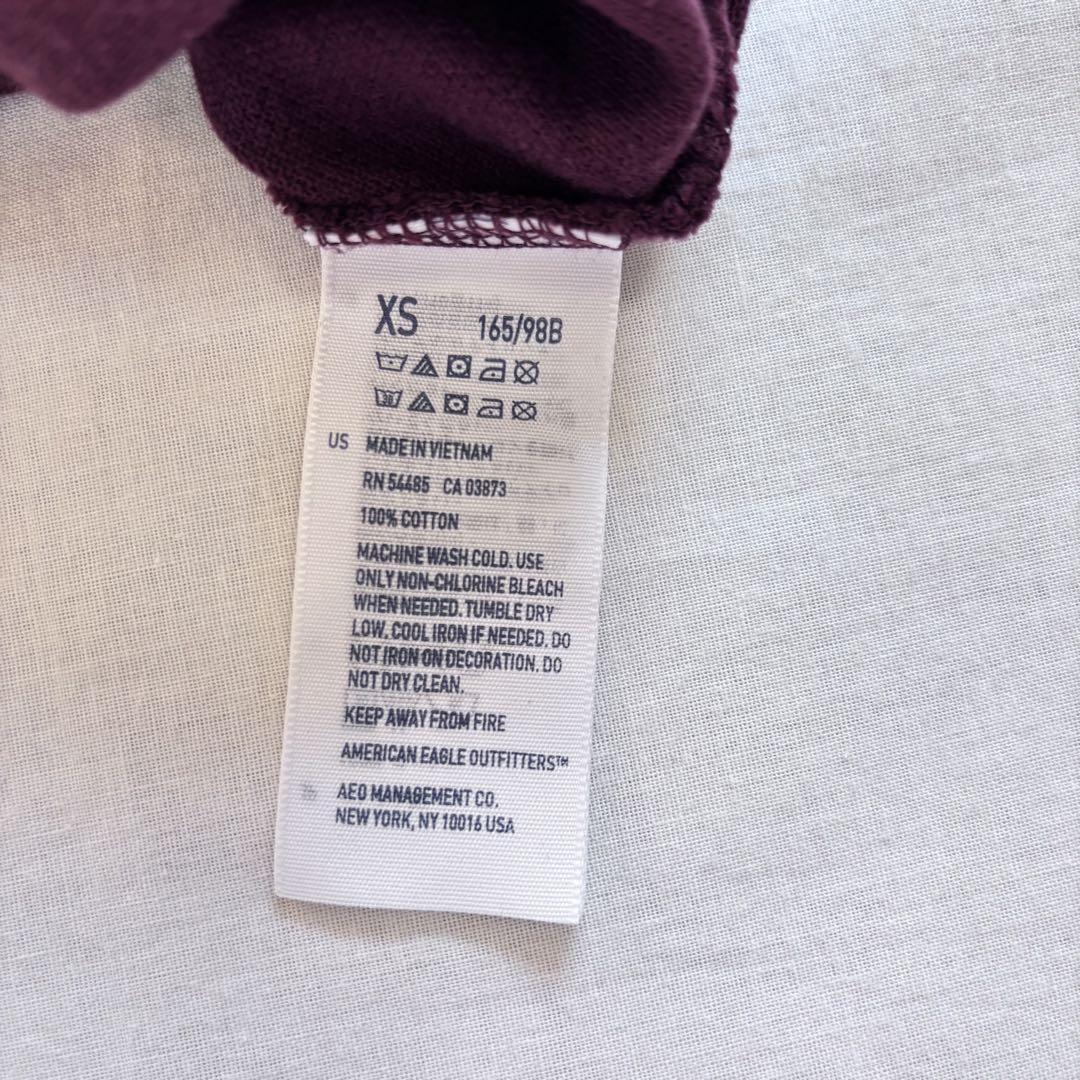 XS 165/98B
30
US MADE IN VIETNAM
RN 54485 CA 03873
100% COTTON
MACHINE WASH COLD. USE
ONLY NON-CHLORINE BLEACH
WHEN NEEDED. TUMBLE DRY
LOW. COOL IRON IF NEEDED. DO
NOT IRON ON DECORATION. DO
NOT DRY CLEAN.
KEEP AWAY FROM FIRE
AMERICAN EAGLE OUTFITTERS™
AEO MANAGEMENT CO.
NEW YORK, NY 10016 USA